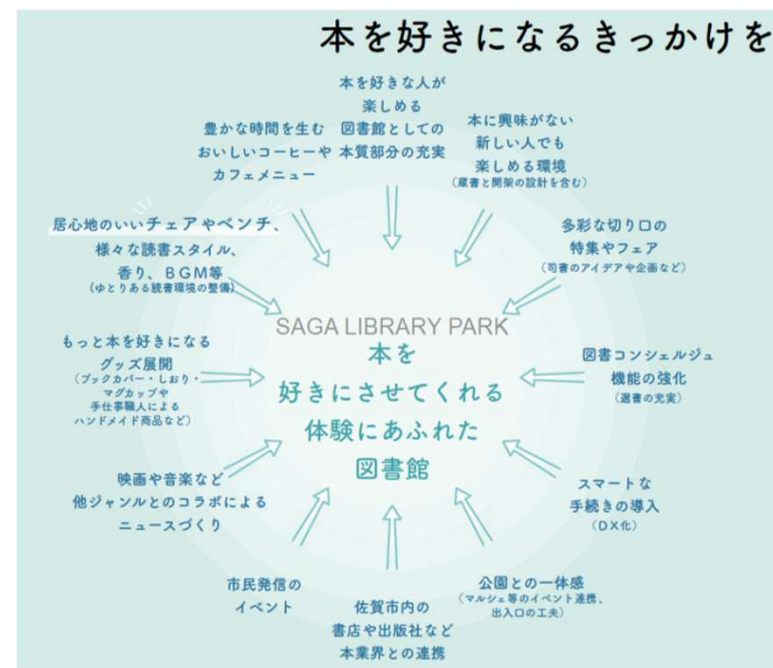 本を好きになるきっかけを
本を好きな人が
楽しめる
図書館としての
本質部分の充実
本に興味がない
新しい人でも
楽しめる環境
(蔵書と開架の設計を含む)
多彩な切り口の
特集やフェア
(司書のアイデアや企画など)
図書コンシェルジュ
機能の強化
(選書の充実)
スマートな
手続きの導入
(DX化)
公園との一体感
(マルシェ等のイベント連携、
出入口の工夫)
佐賀市内の
書店や出版社など
本業界との連携
市民発信の
イベント
映画や音楽など
他ジャンルとのコラボによる
ニュースづくり
もっと本を好きになる
グッズ展開
(ブックカバー・しおり・
マグカップや
手仕事職人による
ハンドメイド商品など)
居心地のいいチェアやベンチ、
様々な読書スタイル、
香り、BGM等
(ゆとりある読書環境の整備)
豊かな時間を生む
おいしいコーヒーや
カフェメニュー
SAGA LIBRARY PARK
本を
好きにさせてくれる
体験にあふれた
図書館